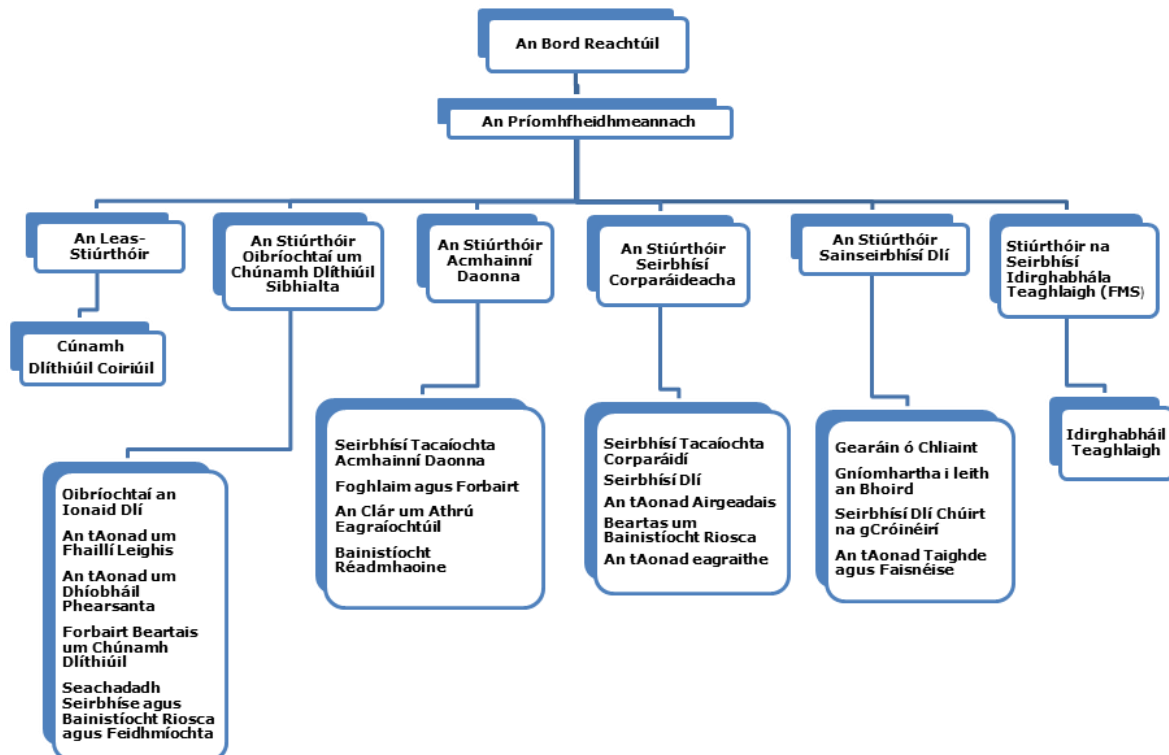 An Bord Reachtúil
An Príomhfheidhmeannach
An Leas-
Stiúrthóir
An Stiúrthóir
Oibríochtaí um
Chúnamh Dlíthiúil
Sibhialta
An Stiúrthóir
Acmhainní
Daonna
An Stiúrthóir
Seirbhísí
Corparáideacha
An Stiúrthóir
Sainseirbhísí Dlí
Stiúrthóir na
Seirbhísí
Idirghabhála
Teaghlaigh (FMS)
Cúnamh
Dlíthiúil Coiriúil
Oibríochtaí an
Ionaid Dlí
An tAonad um
Fhaillí Leighis
An tAonad um
Dhíobháil
Phearsanta
Forbairt Beartais
um Chúnamh
Dlíthiúil
Seachadadh
Seirbhíse agus
Bainistíocht Riosca
agus Feidhmíochta
Seirbhísí Tacaíochta
Acmhainní Daonna
Foghlaim agus Forbairt
An Clár um Athrú
Eagraíochtúil
Bainistíocht
Réadmhaoine
Seirbhísí Tacaíochta
Corparáidí
Seirbhísí Dlí
An tAonad Airgeadais
Beartas um
Bainistíocht Riosca
An tAonad eagraithe
Gearáin ó Chliaint
Gníomhartha i leith
an Bhoird
Seirbhísí Dlí Chúirt
na gCróinéirí
An tAonad Taighde
agus Faisnéise
Idirghabháil
Teaghlaigh